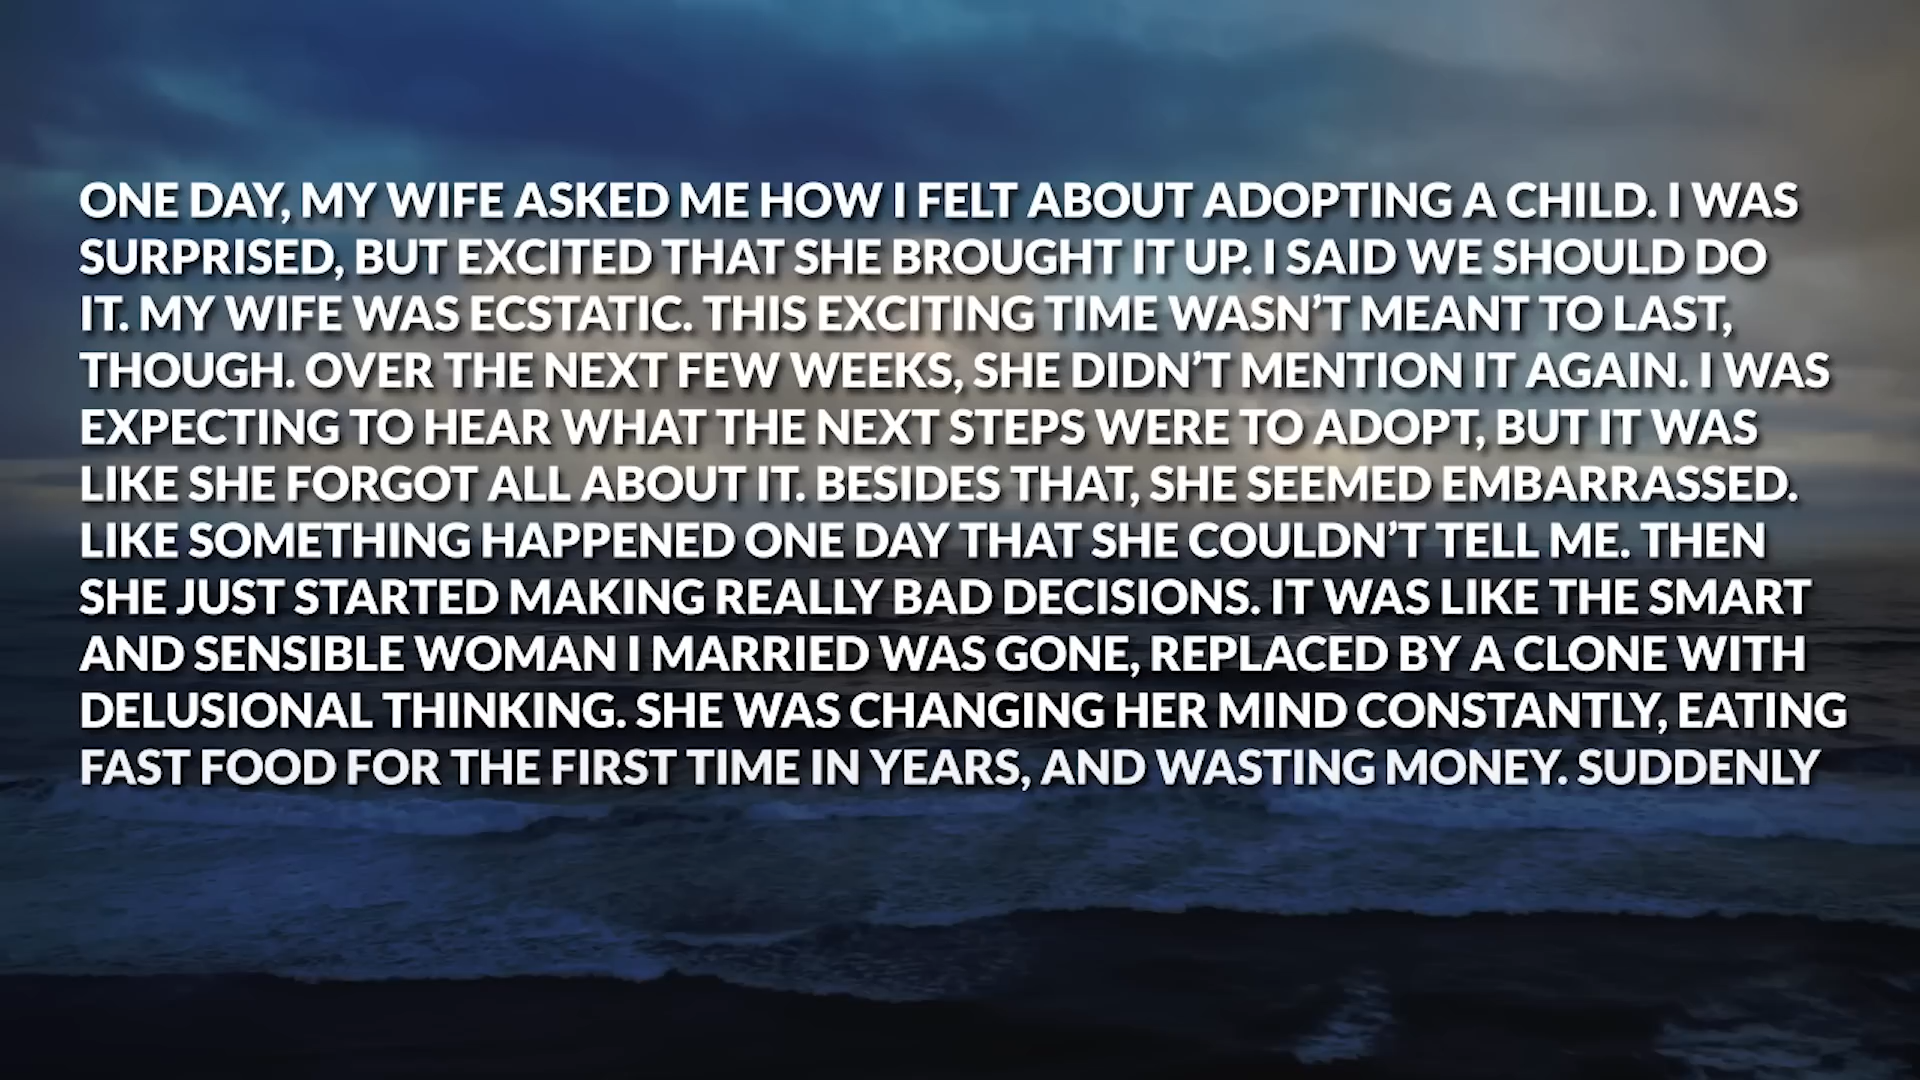 ONE DAY, MY WIFE ASKED ME HOW I FELT ABOUT ADOPTING A CHILD. I WAS
SURPRISED, BUT EXCITED THAT SHE BROUGHT IT UP. I SAID WE SHOULD DO
IT. MY WIFE WAS ECSTATIC. THIS EXCITING TIME WASN’T MEANT TO LAST,
THOUGH. OVER THE NEXT FEW WEEKS, SHE DIDN’T MENTION IT AGAIN. I WAS
EXPECTING TO HEAR WHAT THE NEXT STEPS WERE TO ADOPT, BUT IT WAS
LIKE SHE FORGOT ALL ABOUT IT. BESIDES THAT, SHE SEEMED EMBARRASSED.
LIKE SOMETHING HAPPENED ONE DAY THAT SHE COULDN’T TELL ME. THEN
SHE JUST STARTED MAKING REALLY BAD DECISIONS. IT WAS LIKE THE SMART
AND SENSIBLE WOMAN I MARRIED WAS GONE, REPLACED BY A CLONE WITH
DELUSIONAL THINKING. SHE WAS CHANGING HER MIND CONSTANTLY, EATING
FAST FOOD FOR THE FIRST TIME IN YEARS, AND WASTING MONEY. SUDDENLY